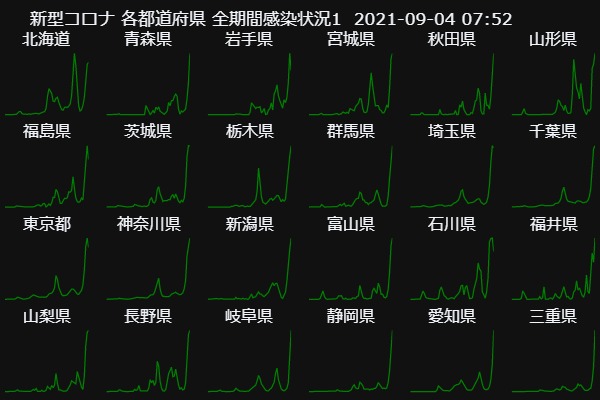 新型コロナ 各都道府県 全期間感染状況1 2021-09-04 07:52
北海道 青森県 岩手県 宮城県 秋田県 山形県
福島県 茨城県 栃木県 群馬県 埼玉県 千葉県
東京都 神奈川県 新潟県 富山県 石川県 福井県
山梨県 長野県 岐阜県 静岡県 愛知県 三重県